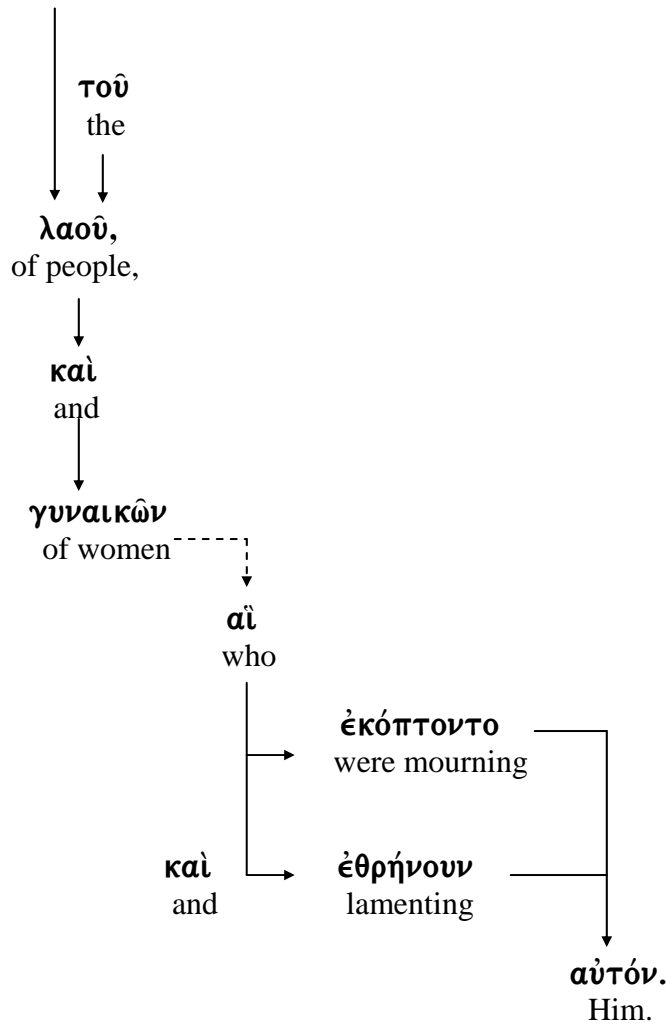 τοῦ
the
λαοῦ,
of people,
καὶ
and
γυναικῶν
of women
αἳ
who
ἐκόπτοντο
were mourning
καὶ ἐθρήνουν
and lamenting
αὐτόν.
Him.